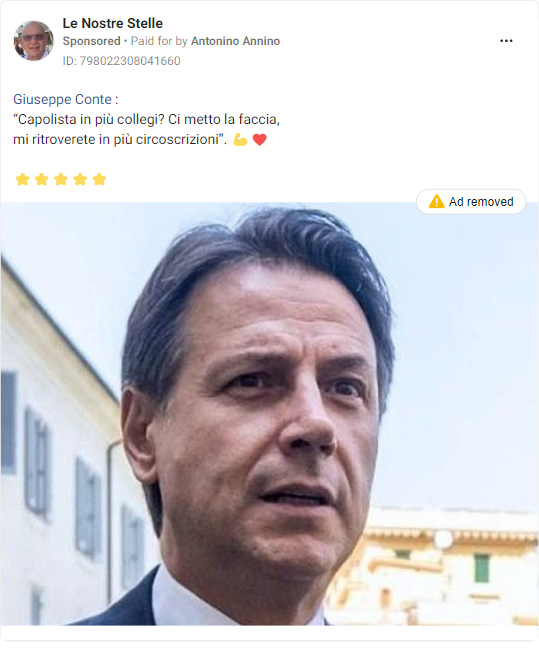 Le Nostre Stelle
Sponsored • Paid for by Antonino Annino
ID: 798022308041660
Giuseppe Conte :
“Capolista in più collegi? Ci metto la faccia,
mi ritroverete in più circoscrizioni”. 💪 ❤️
⭐⭐⭐⭐⭐
Ad removed